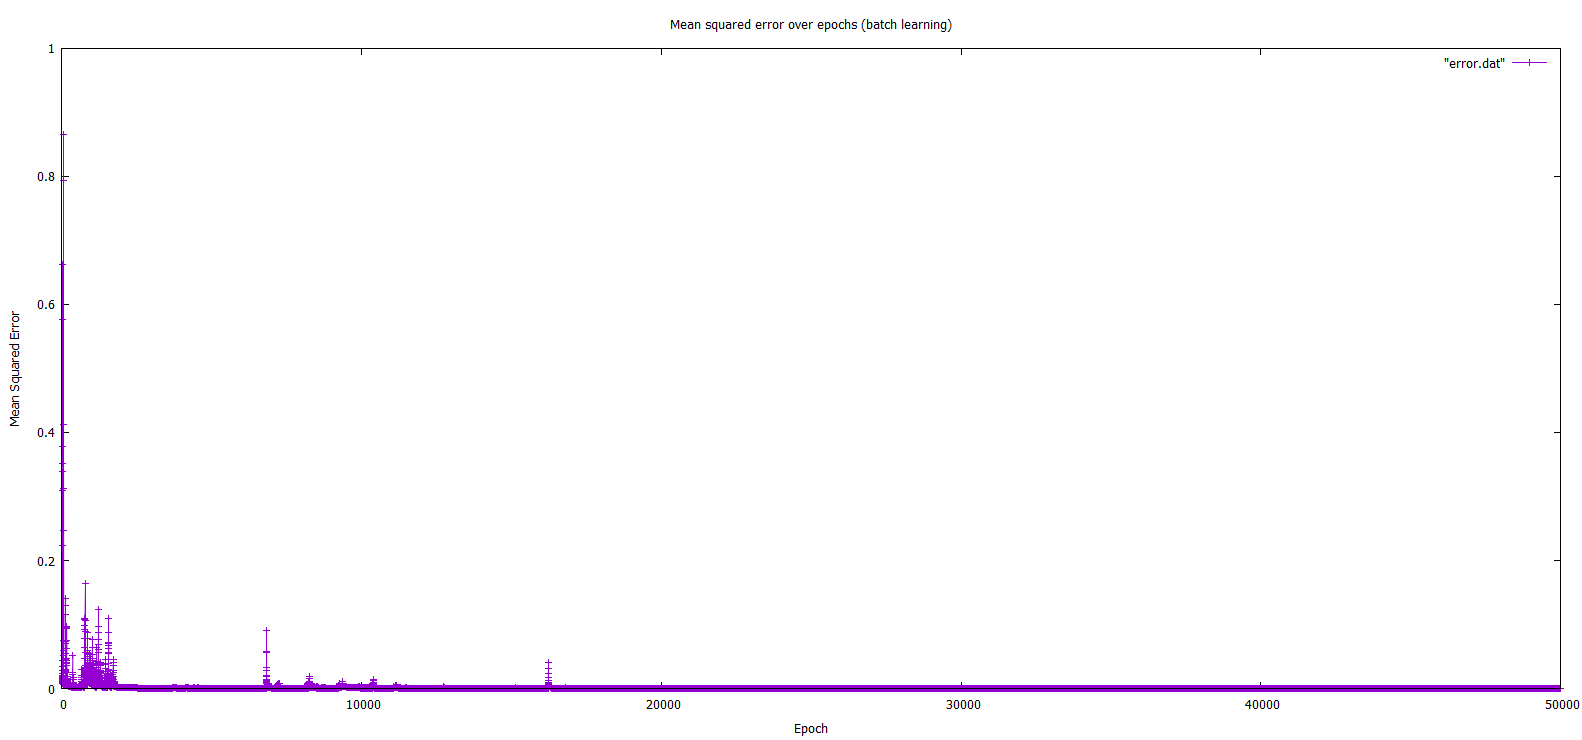 Mean squared error over epochs (batch learning)
"error.dat"
1
0.8
0.6
0.4
0.2
0
Mean Squared Error
0 10000 20000 30000 40000 50000
Epoch